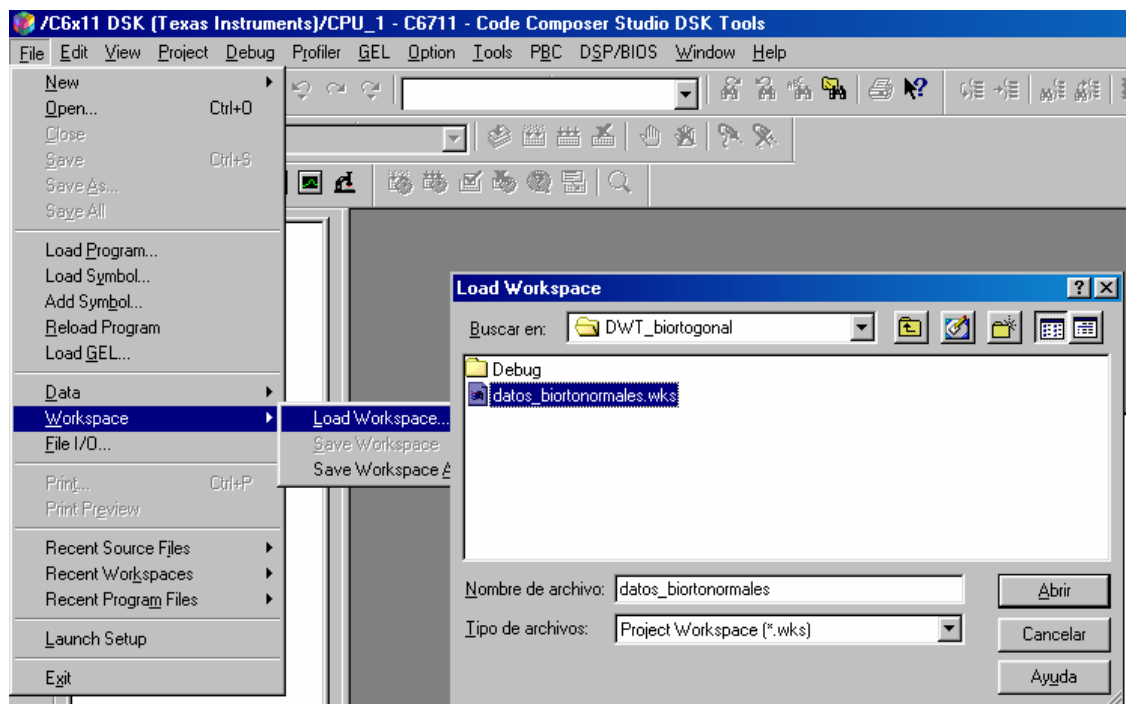 /C6x11 DSK (Texas Instruments)/CPU_1 - C6711 - Code Composer Studio DSK Tools
File Edit View Project Debug Profiler GEL Option Tools PBC DSP/BIOS Window Help
New
Open... Ctrl+O
Close
Save Ctrl+S
Save As...
Save All
Load Program...
Load Symbol...
Add Symbol...
Reload Program
Load GEL...
Data
Workspace
File I/O...
Print... Ctrl+P
Print Preview
Recent Source Files
Recent Workspaces
Recent Program Files
Launch Setup
Exit
Load Workspace...
Save Workspace
Save Workspace A
Load Workspace
Buscar en: DWT_biortogonal
Debug
datos_biortonormales.wks
Nombre de archivo: datos_biortonormales
Abrir
Tipo de archivos: Project Workspace (*.wks)
Cancelar
Ayuda